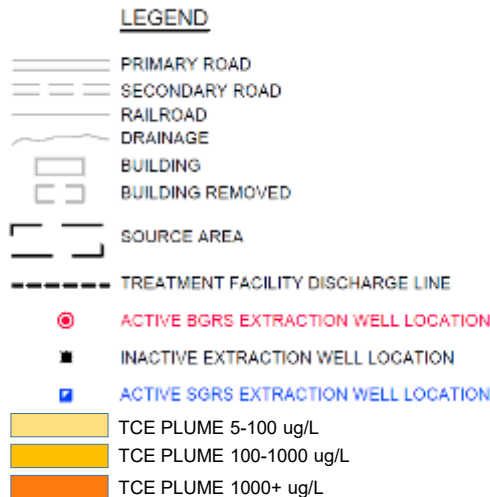 LEGEND
PRIMARY ROAD
SECONDARY ROAD
RAILROAD
DRAINAGE
BUILDING
BUILDING REMOVED
SOURCE AREA
TREATMENT FACILITY DISCHARGE LINE
ACTIVE BGRS EXTRACTION WELL LOCATION
INACTIVE EXTRACTION WELL LOCATION
ACTIVE SGRS EXTRACTION WELL LOCATION
TCE PLUME 5-100 ug/L
TCE PLUME 100-1000 ug/L
TCE PLUME 1000+ ug/L